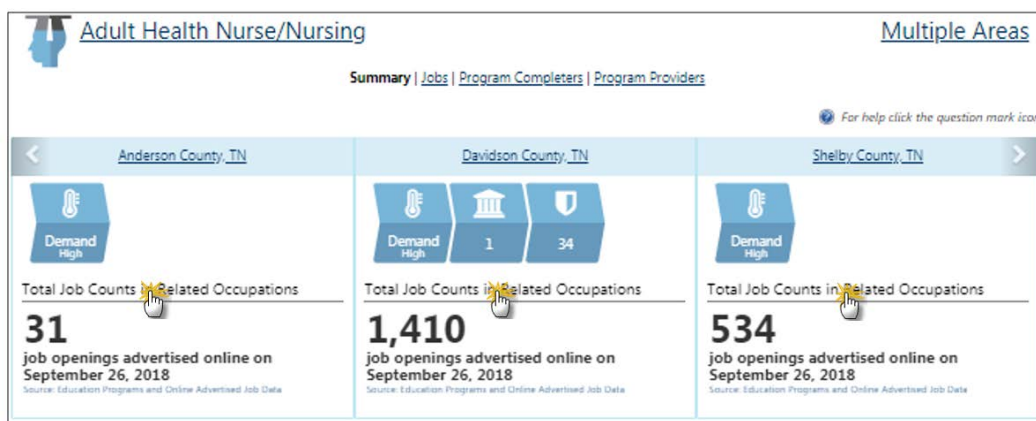 Adult Health Nurse/Nursing
Multiple Areas
Summary | Jobs | Program Completers | Program Providers
For help click the question mark icon
Anderson County, TN
Demand
High
Total Job Counts in Related Occupations
31
job openings advertised online on
September 26, 2018
Source: Education Programs and Online Advertised Job Data
Davidson County, TN
Demand
High
1
34
Total Job Counts in Related Occupations
1,410
job openings advertised online on
September 26, 2018
Source: Education Programs and Online Advertised Job Data
Shelby County, TN
Demand
High
Total Job Counts in Related Occupations
534
job openings advertised online on
September 26, 2018
Source: Education Programs and Online Advertised Job Data